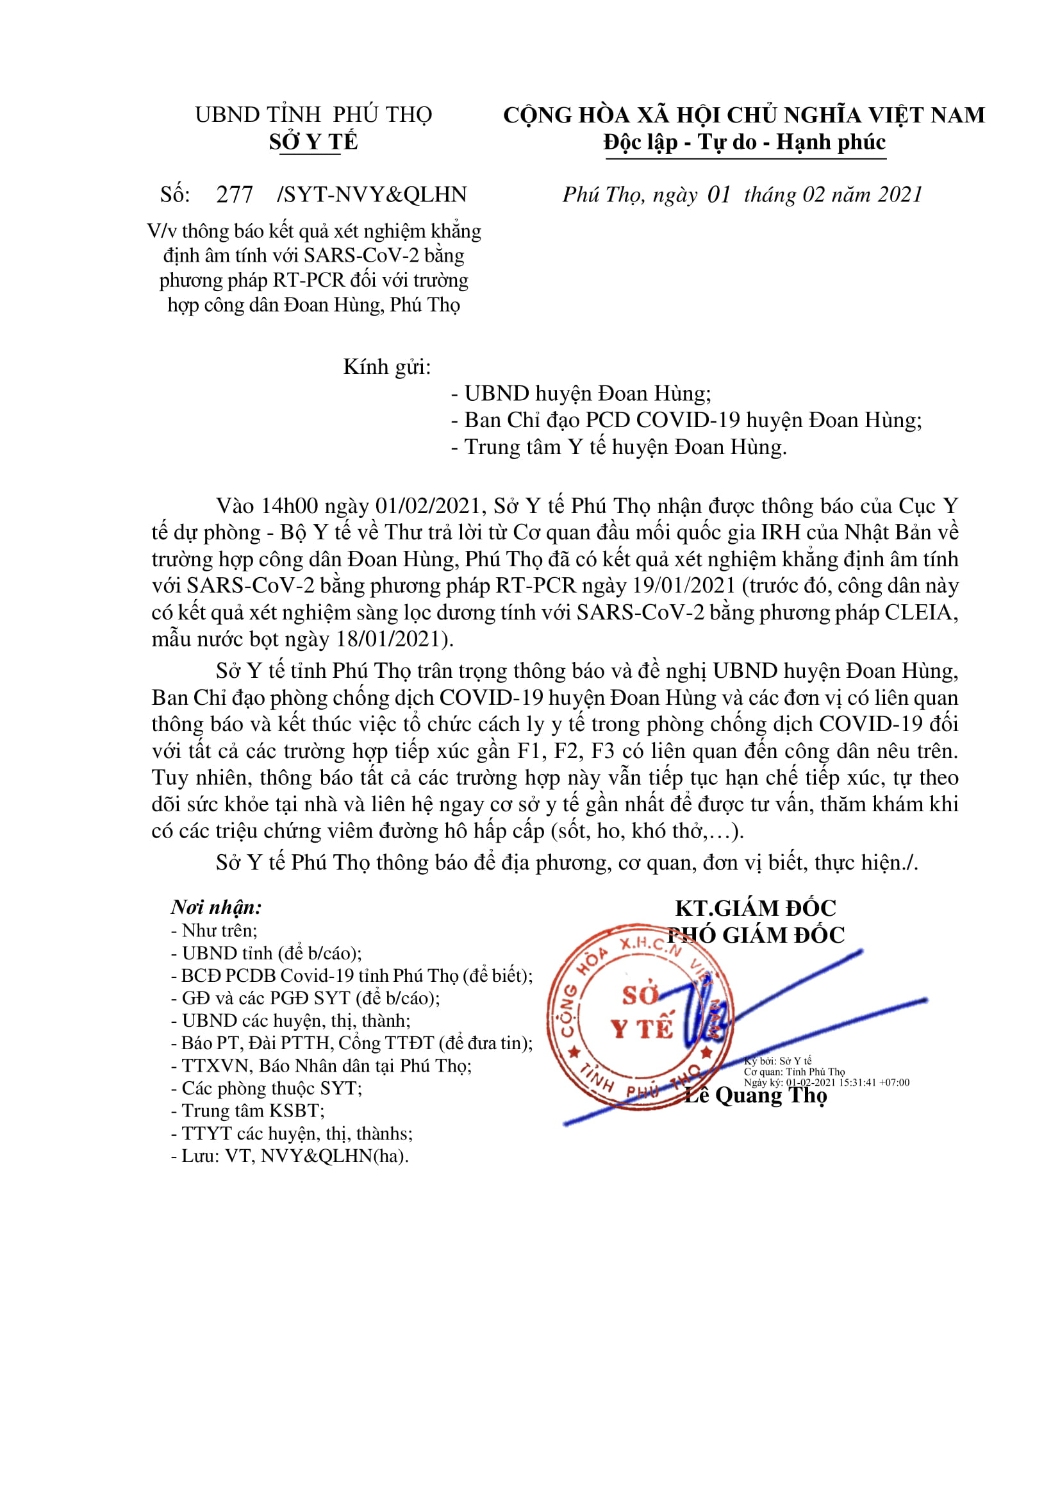 UBND TỈNH PHÚ THỌ
SỞ Y TẾ
CỘNG HÒA XÃ HỘI CHỦ NGHĨA VIỆT NAM
Độc lập - Tự do - Hạnh phúc
Số: 277 /SYT-NVY&QLHN
Phú Thọ, ngày 01 tháng 02 năm 2021
V/v thông báo kết quả xét nghiệm khẳng
định âm tính với SARS-CoV-2 bằng
phương pháp RT-PCR đối với trường
hợp công dân Đoan Hùng, Phú Thọ
Kính gửi:
- UBND huyện Đoan Hùng;
- Ban Chỉ đạo PCD COVID-19 huyện Đoan Hùng;
- Trung tâm Y tế huyện Đoan Hùng.
Vào 14h00 ngày 01/02/2021, Sở Y tế Phú Thọ nhận được thông báo của Cục Y
tế dự phòng - Bộ Y tế về Thư trả lời từ Cơ quan đầu mối quốc gia IRH của Nhật Bản về
trường hợp công dân Đoan Hùng, Phú Thọ đã có kết quả xét nghiệm khẳng định âm tính
với SARS-CoV-2 bằng phương pháp RT-PCR ngày 19/01/2021 (trước đó, công dân này
có kết quả xét nghiệm sàng lọc dương tính với SARS-CoV-2 bằng phương pháp CLEIA,
mẫu nước bọt ngày 18/01/2021).
Sở Y tế tỉnh Phú Thọ trân trọng thông báo và đề nghị UBND huyện Đoan Hùng,
Ban Chỉ đạo phòng chống dịch COVID-19 huyện Đoan Hùng và các đơn vị có liên quan
thông báo và kết thúc việc tổ chức cách ly y tế trong phòng chống dịch COVID-19 đối
với tất cả các trường hợp tiếp xúc gần F1, F2, F3 có liên quan đến công dân nêu trên.
Tuy nhiên, thông báo tất cả các trường hợp này vẫn tiếp tục hạn chế tiếp xúc, tự theo
dõi sức khỏe tại nhà và liên hệ ngay cơ sở y tế gần nhất để được tư vấn, thăm khám khi
có các triệu chứng viêm đường hô hấp cấp (sốt, ho, khó thở,…).
Sở Y tế Phú Thọ thông báo để địa phương, cơ quan, đơn vị biết, thực hiện./.
Nơi nhận:
- Như trên;
- UBND tỉnh (để b/cáo);
- BCĐ PCDB Covid-19 tỉnh Phú Thọ (để biết);
- GĐ và các PGĐ SYT (để b/cáo);
- UBND các huyện, thị, thành;
- Báo PT, Đài PTTH, Cổng TTĐT (để đưa tin);
- TTXVN, Báo Nhân dân tại Phú Thọ;
- Các phòng thuộc SYT;
- Trung tâm KSBT;
- TTYT các huyện, thị, thànhs;
- Lưu: VT, NVY&QLHN(ha).
KT.GIÁM ĐỐC
PHÓ GIÁM ĐỐC
CỘNG HÒA X.H.C.N VIỆT NAM
SỞ
Y TẾ
★ TỈNH PHÚ THỌ ★
Ký bởi: Sở Y tế
Cơ quan: Tỉnh Phú Thọ
Ngày ký: 01-02-2021 15:31:41 +07:00
Lê Quang Thọ